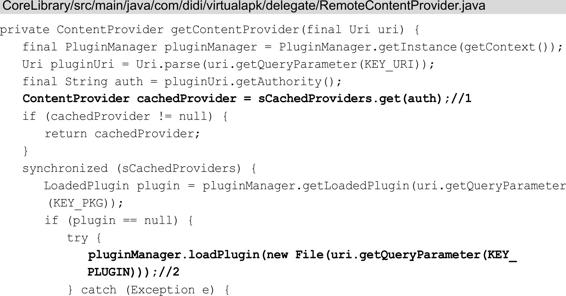 CoreLibrary/src/main/java/com/didi/virtualapk/delegate/RemoteContentProvider.java
private ContentProvider getContentProvider(final Uri uri) {
final PluginManager pluginManager = PluginManager.getInstance(getContext());
Uri pluginUri = Uri.parse(uri.getQueryParameter(KEY_URI));
final String auth = pluginUri.getAuthority();
ContentProvider cachedProvider = sCachedProviders.get(auth);//1
if (cachedProvider != null) {
return cachedProvider;
}
synchronized (sCachedProviders) {
LoadedPlugin plugin = pluginManager.getLoadedPlugin(uri.getQueryParameter
(KEY_PKG));
if (plugin == null) {
try {
pluginManager.loadPlugin(new File(uri.getQueryParameter(KEY_
PLUGIN)));//2
} catch (Exception e) {